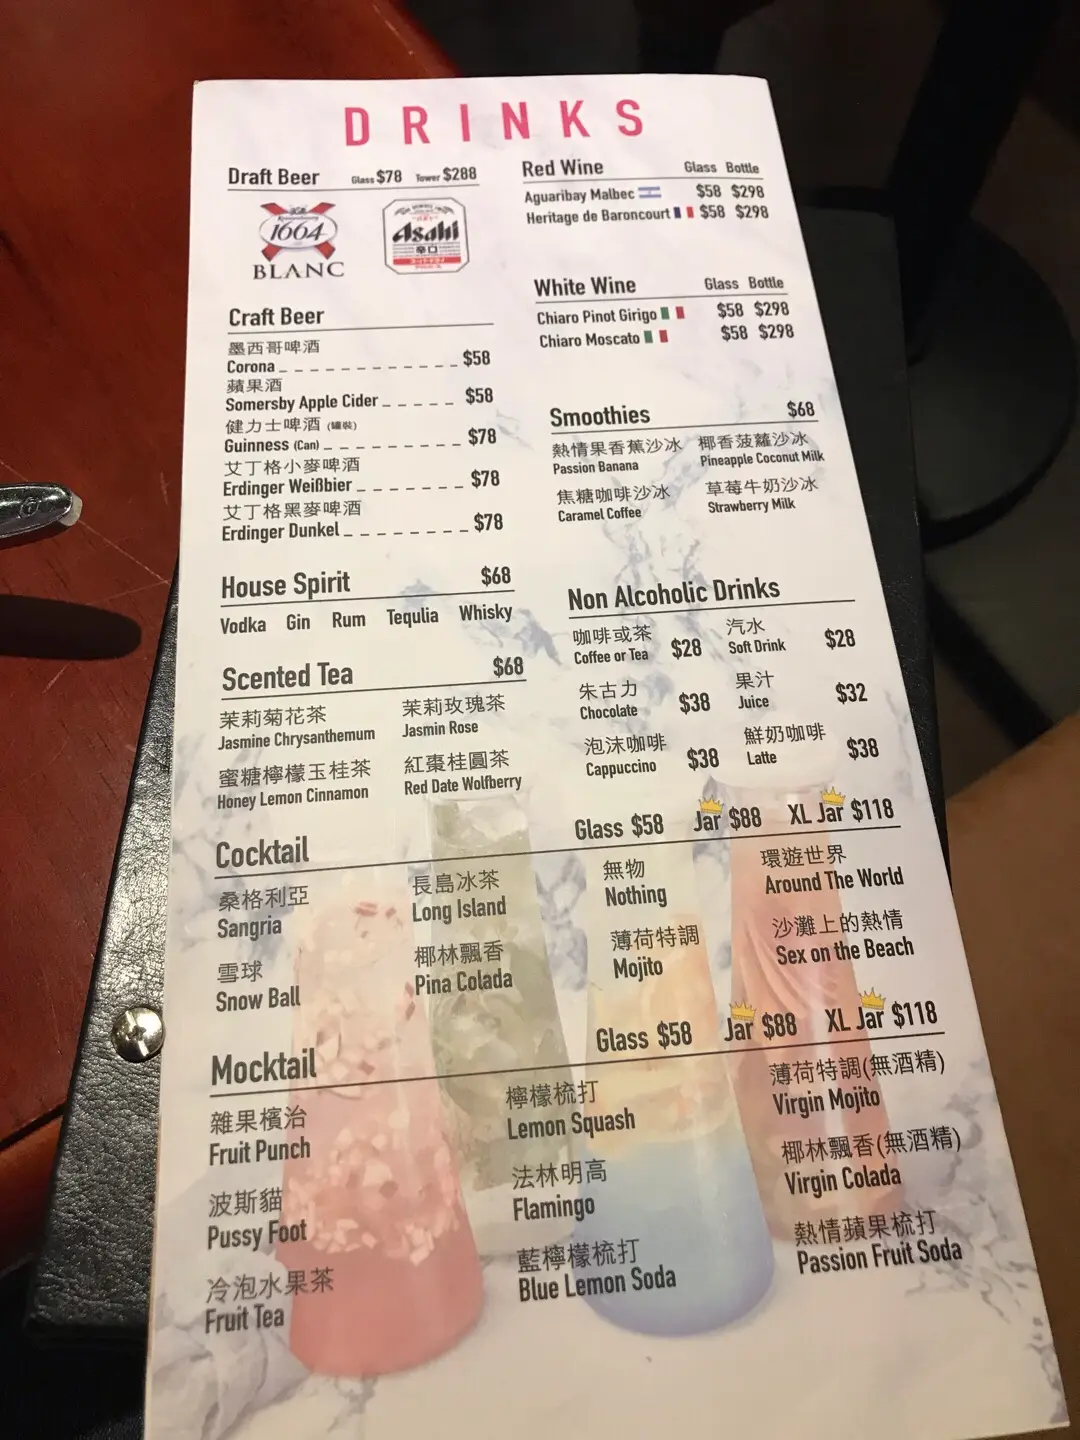 DRINKS
Draft Beer Glass $78 Tower $288
1664
BLANC
Asahi
辛口
Craft Beer
墨西哥啤酒
Corona $58
蘋果酒
Somersby Apple Cider $58
健力士啤酒 (罐裝)
Guinness (Can) $78
艾丁格小麥啤酒
Erdinger Weißbier $78
艾丁格黑麥啤酒
Erdinger Dunkel $78
House Spirit $68
Vodka Gin Rum Tequlia Whisky
Scented Tea $68
茉莉菊花茶 茉莉玫瑰茶
Jasmine Chrysanthemum Jasmin Rose
蜜糖檸檬玉桂茶 紅棗桂圓茶
Honey Lemon Cinnamon Red Date Wolfberry
Red Wine Glass Bottle
Aguaribay Malbec $58 $298
Heritage de Baroncourt $58 $298
White Wine Glass Bottle
Chiaro Pinot Girigo $58 $298
Chiaro Moscato $58 $298
Smoothies $68
熱情果香蕉沙冰 椰香菠蘿沙冰
Passion Banana Pineapple Coconut Milk
焦糖咖啡沙冰 草莓牛奶沙冰
Caramel Coffee Strawberry Milk
Non Alcoholic Drinks
咖啡或茶 汽水
Coffee or Tea $28 Soft Drink $28
朱古力 果汁
Chocolate $38 Juice $32
泡沫咖啡 鮮奶咖啡
Cappuccino $38 Latte $38
Cocktail Glass $58 Jar $88 XL Jar $118
桑格利亞 長島冰茶 無物 環遊世界
Sangria Long Island Nothing Around The World
雪球 椰林飄香 薄荷特調 沙灘上的熱情
Snow Ball Pina Colada Mojito Sex on the Beach
Mocktail Glass $58 Jar $88 XL Jar $118
雜果檳治 檸檬梳打 薄荷特調(無酒精)
Fruit Punch Lemon Squash Virgin Mojito
波斯貓 法林明高 椰林飄香(無酒精)
Pussy Foot Flamingo Virgin Colada
冷泡水果茶 藍檸檬梳打 熱情蘋果梳打
Fruit Tea Blue Lemon Soda Passion Fruit Soda